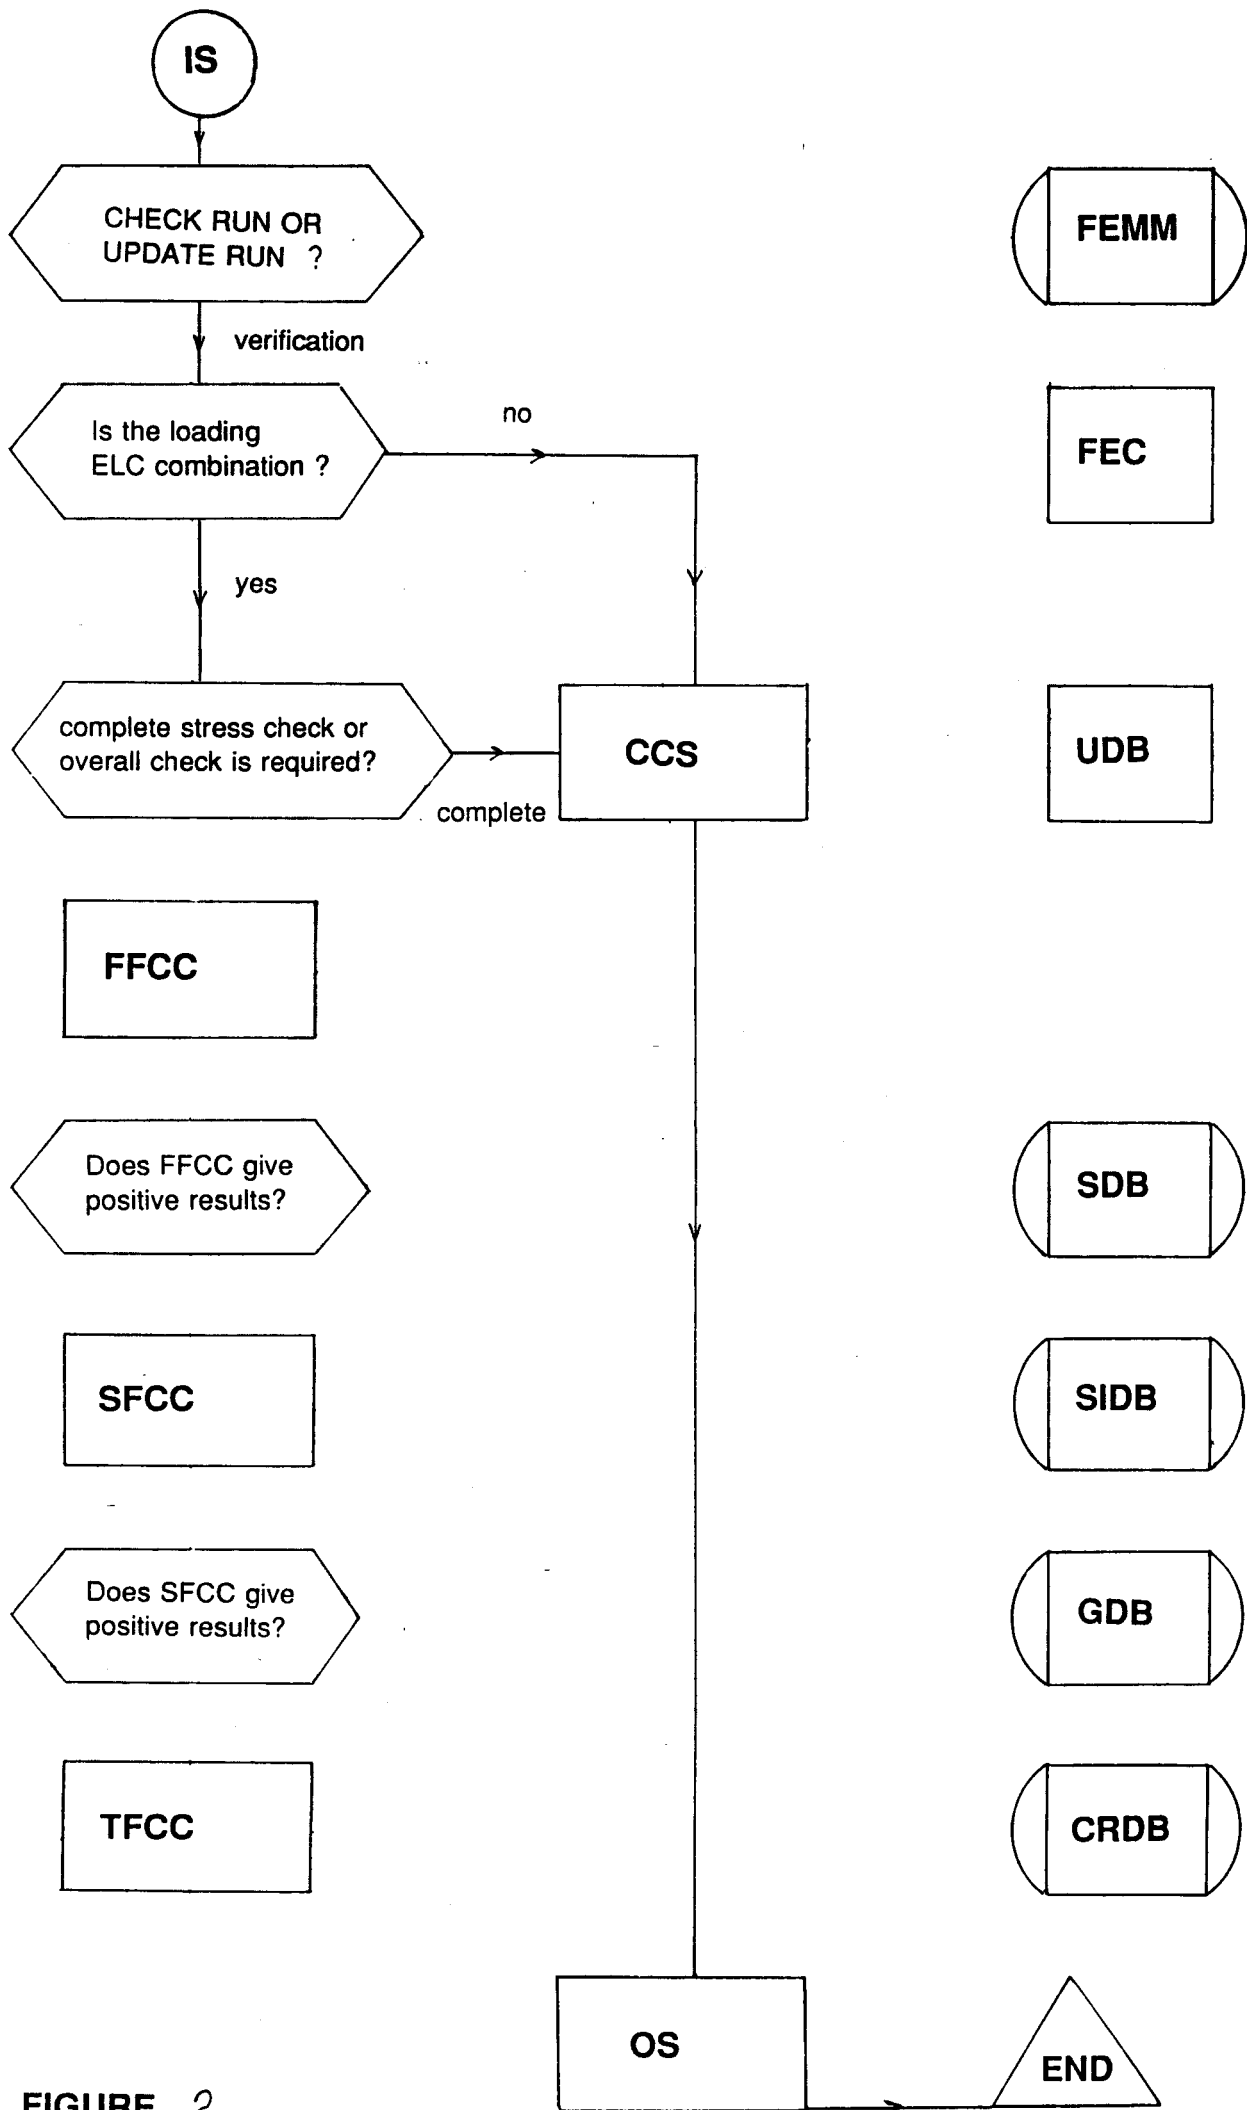 IS
CHECK RUN OR
UPDATE RUN ?
FEMM
verification
Is the loading
ELC combination ?
no
FEC
yes
complete stress check or
overall check is required?
CCS
UDB
complete
FFCC
Does FFCC give
positive results?
SDB
SFCC
SIDB
Does SFCC give
positive results?
GDB
TFCC
CRDB
OS
END
FIGURE